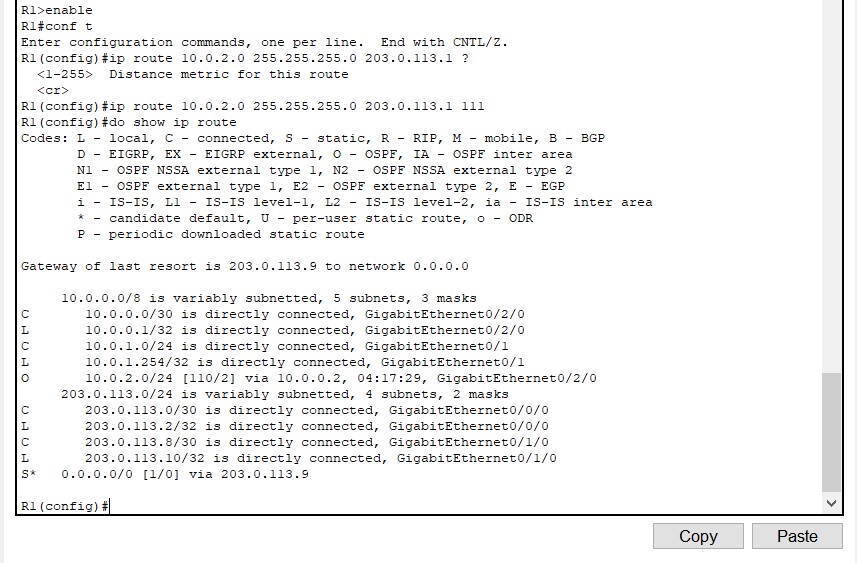 R1>enable
R1#conf t
Enter configuration commands, one per line.  End with CNTL/Z.
R1(config)#ip route 10.0.2.0 255.255.255.0 203.0.113.1 ?
  <1-255>  Distance metric for this route
  <cr>
R1(config)#ip route 10.0.2.0 255.255.255.0 203.0.113.1 111
R1(config)#do show ip route
Codes: L - local, C - connected, S - static, R - RIP, M - mobile, B - BGP
       D - EIGRP, EX - EIGRP external, O - OSPF, IA - OSPF inter area
       N1 - OSPF NSSA external type 1, N2 - OSPF NSSA external type 2
       E1 - OSPF external type 1, E2 - OSPF external type 2, E - EGP
       i - IS-IS, L1 - IS-IS level-1, L2 - IS-IS level-2, ia - IS-IS inter area
       * - candidate default, U - per-user static route, o - ODR
       P - periodic downloaded static route
Gateway of last resort is 203.0.113.9 to network 0.0.0.0
     10.0.0.0/8 is variably subnetted, 5 subnets, 3 masks
C       10.0.0.0/30 is directly connected, GigabitEthernet0/2/0
L       10.0.0.1/32 is directly connected, GigabitEthernet0/2/0
C       10.0.1.0/24 is directly connected, GigabitEthernet0/1
L       10.0.1.254/32 is directly connected, GigabitEthernet0/1
O       10.0.2.0/24 [110/2] via 10.0.0.2, 04:17:29, GigabitEthernet0/2/0
     203.0.113.0/24 is variably subnetted, 4 subnets, 2 masks
C       203.0.113.0/30 is directly connected, GigabitEthernet0/0/0
L       203.0.113.2/32 is directly connected, GigabitEthernet0/0/0
C       203.0.113.8/30 is directly connected, GigabitEthernet0/1/0
L       203.0.113.10/32 is directly connected, GigabitEthernet0/1/0
S*   0.0.0.0/0 [1/0] via 203.0.113.9
R1(config)#
Copy
Paste